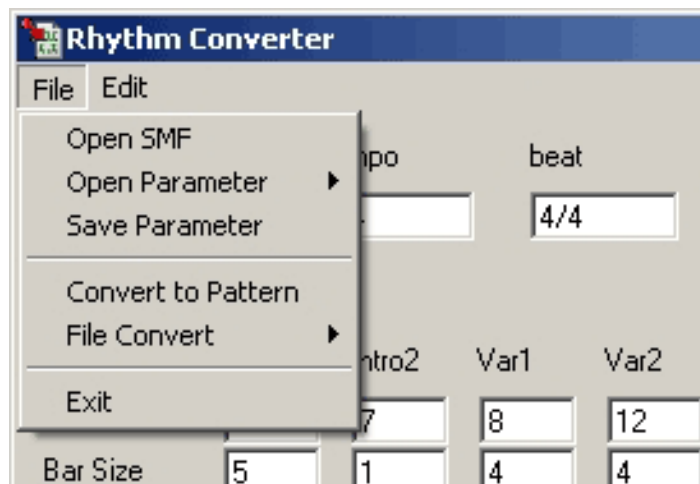 Rhythm Converter
File Edit
Open SMF
Open Parameter
Save Parameter
Convert to Pattern
File Convert
Exit
beat
4/4
Var1 Var2
7 8 12
Bar Size 5 1 4 4